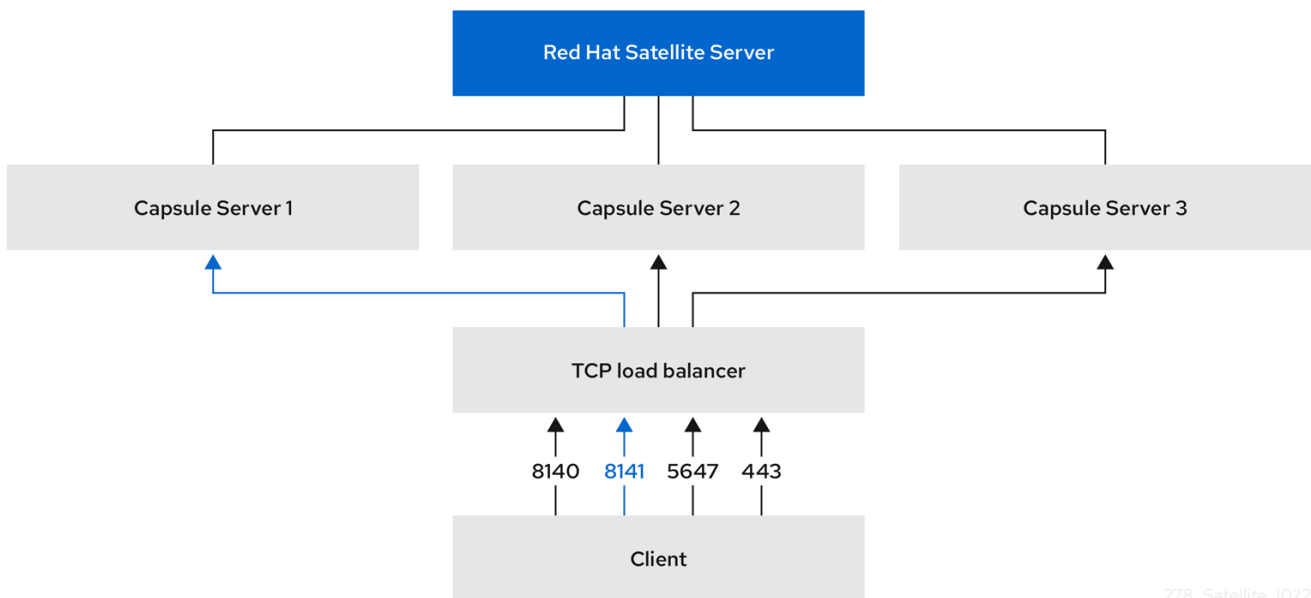 Red Hat Satellite Server
Capsule Server 1
Capsule Server 2
Capsule Server 3
TCP load balancer
8140
8141
5647
443
Client
278_Satellite_1022